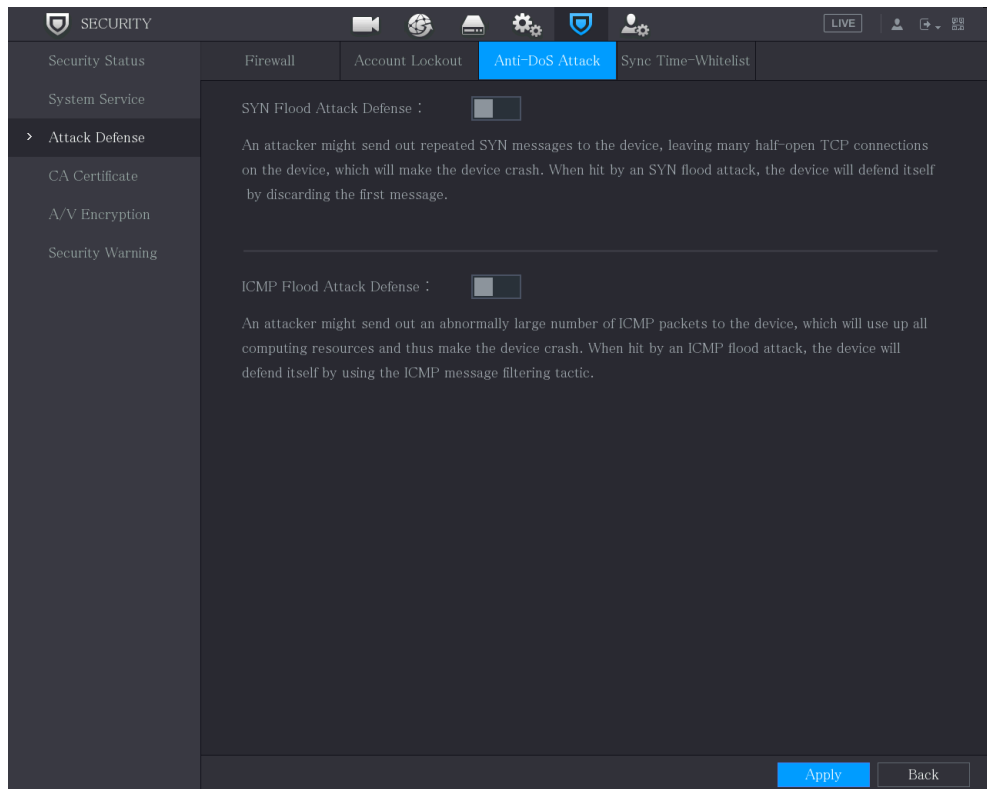 SECURITY
LIVE
Security Status
System Service
Attack Defense
CA Certificate
A/V Encryption
Security Warning
Firewall Account Lockout Anti-DoS Attack Sync Time-Whitelist
SYN Flood Attack Defense :
An attacker might send out repeated SYN messages to the device, leaving many half-open TCP connections
on the device, which will make the device crash. When hit by an SYN flood attack, the device will defend itself
by discarding the first message.
ICMP Flood Attack Defense :
An attacker might send out an abnormally large number of ICMP packets to the device, which will use up all
computing resources and thus make the device crash. When hit by an ICMP flood attack, the device will
defend itself by using the ICMP message filtering tactic.
Apply Back